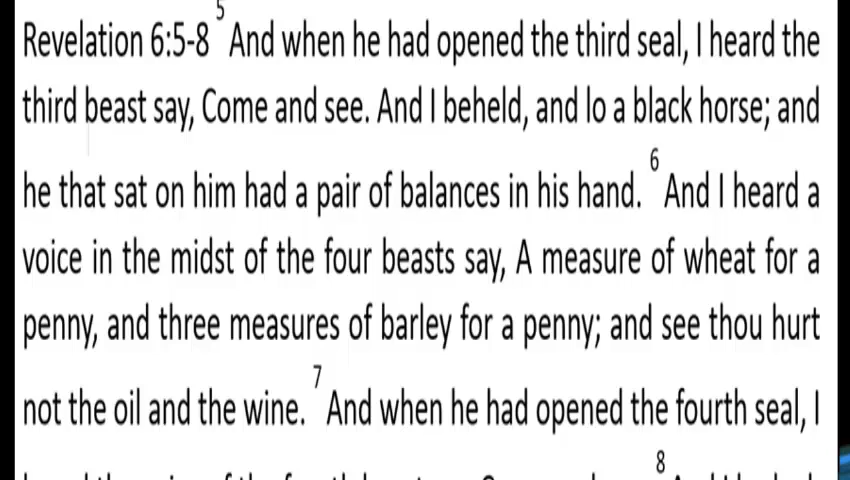 Revelation 6:5-8 5 And when he had opened the third seal, I heard the
third beast say, Come and see. And I beheld, and lo a black horse; and
he that sat on him had a pair of balances in his hand. 6 And I heard a
voice in the midst of the four beasts say, A measure of wheat for a
penny, and three measures of barley for a penny; and see thou hurt
not the oil and the wine. 7 And when he had opened the fourth seal, I
8